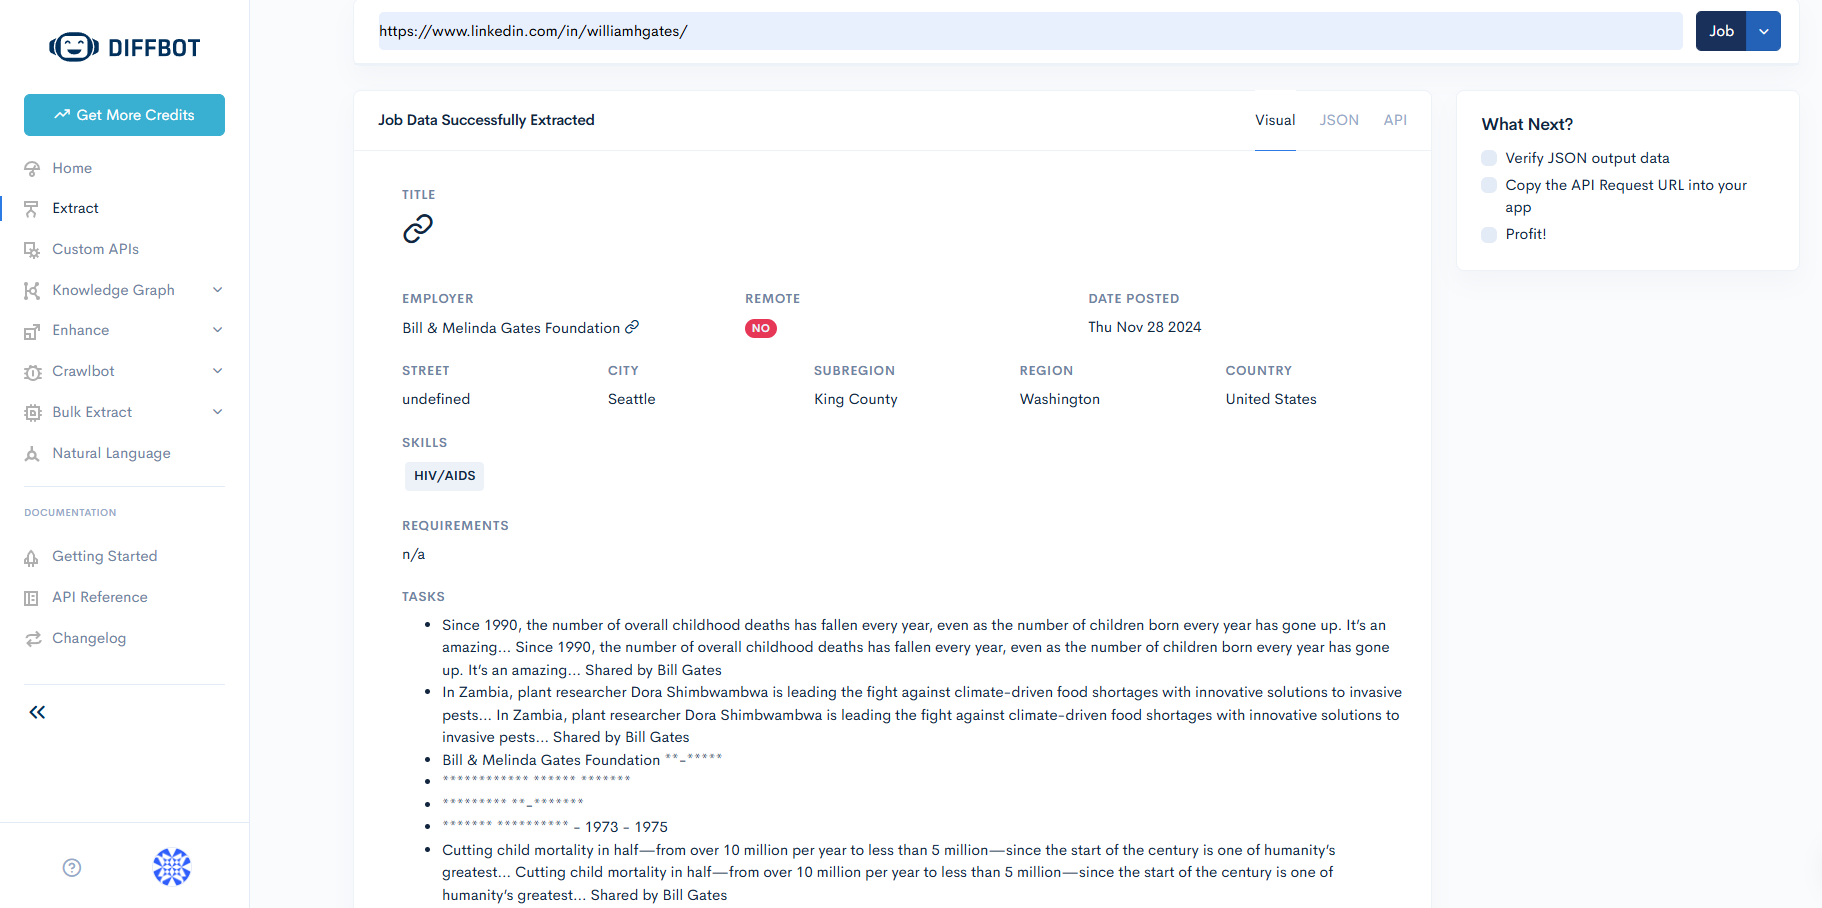 DIFFBOT
Get More Credits
Home
Extract
Custom APIs
Knowledge Graph
Enhance
Crawlbot
Bulk Extract
Natural Language
DOCUMENTATION
Getting Started
API Reference
Changelog
https://www.linkedin.com/in/williamhgates/
Job
Job Data Successfully Extracted
Visual JSON API
TITLE
EMPLOYER REMOTE DATE POSTED
Bill & Melinda Gates Foundation NO Thu Nov 28 2024
STREET CITY SUBREGION REGION COUNTRY
undefined Seattle King County Washington United States
SKILLS
HIV/AIDS
REQUIREMENTS
n/a
TASKS
• Since 1990, the number of overall childhood deaths has fallen every year, even as the number of children born every year has gone up. It’s an
amazing… Since 1990, the number of overall childhood deaths has fallen every year, even as the number of children born every year has gone
up. It’s an amazing… Shared by Bill Gates
• In Zambia, plant researcher Dora Shimbwambwa is leading the fight against climate-driven food shortages with innovative solutions to invasive
pests… In Zambia, plant researcher Dora Shimbwambwa is leading the fight against climate-driven food shortages with innovative solutions to
invasive pests… Shared by Bill Gates
• Bill & Melinda Gates Foundation **-*****
• ************ ****** *******
• ********* **-*******
• ******* ********** - 1973 - 1975
• Cutting child mortality in half—from over 10 million per year to less than 5 million—since the start of the century is one of humanity’s
greatest… Cutting child mortality in half—from over 10 million per year to less than 5 million—since the start of the century is one of
humanity’s greatest… Shared by Bill Gates
What Next?
Verify JSON output data
Copy the API Request URL into your
app
Profit!